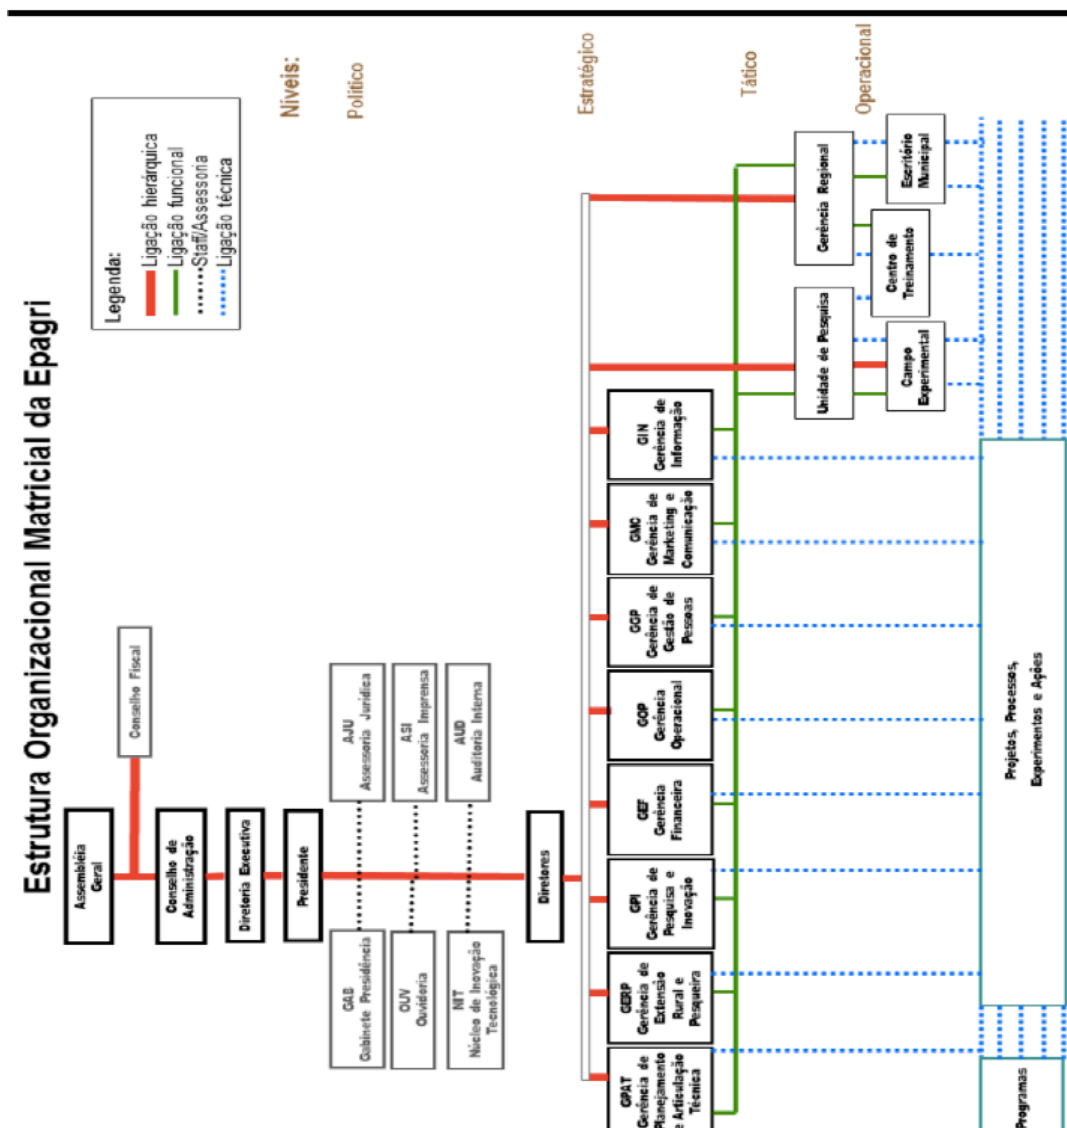 Estrutura Organizacional Matricial da Epagri
Legenda:
Ligação hierárquica
Ligação funcional
Staff/Assessoria
Ligação técnica
Níveis:
Político
Estratégico
Tático
Operacional
Assembléia
Geral
Conselho Fiscal
Conselho de
Administração
Diretoria Executiva
Presidente
GAB
Gabinete Presidência
AJU
Assessoria Jurídica
OUV
Ouvidoria
ASI
Assessoria Imprensa
NIT
Núcleo de Inovação
Tecnológica
AUD
Auditoria Interna
Diretores
GPAT
Gerência de
Planejamento
e Articulação
Técnica
GERP
Gerência de
Extensão
Rural e
Pesqueira
GPI
Gerência de
Pesquisa e
Inovação
GEF
Gerência
Financeira
GOP
Gerência
Operacional
GGP
Gerência de
Gestão de
Pessoas
GMC
Gerência de
Marketing e
Comunicação
GIN
Gerência de
Informação
Unidade de Pesquisa
Gerência Regional
Campo
Experimental
Centro de
Treinamento
Escritório
Municipal
Programas
Projetos, Processos,
Experimentos e Ações